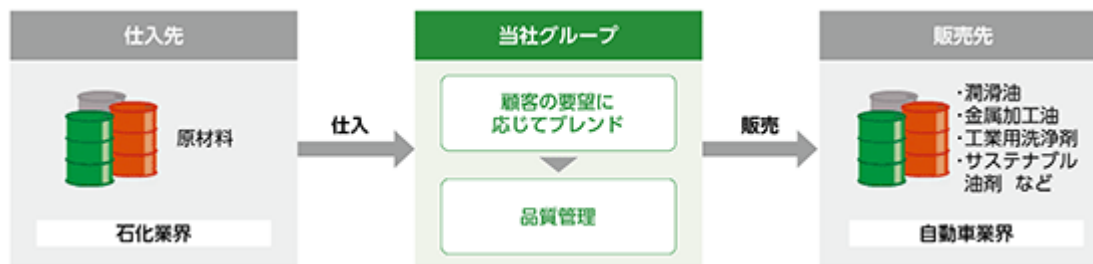 仕入先
原材料
石化業界
仕入
当社グループ
顧客の要望に
応じてブレンド
品質管理
販売
販売先
・潤滑油
・金属加工油
・工業用洗浄剤
・サステナブル
油剤 など
自動車業界